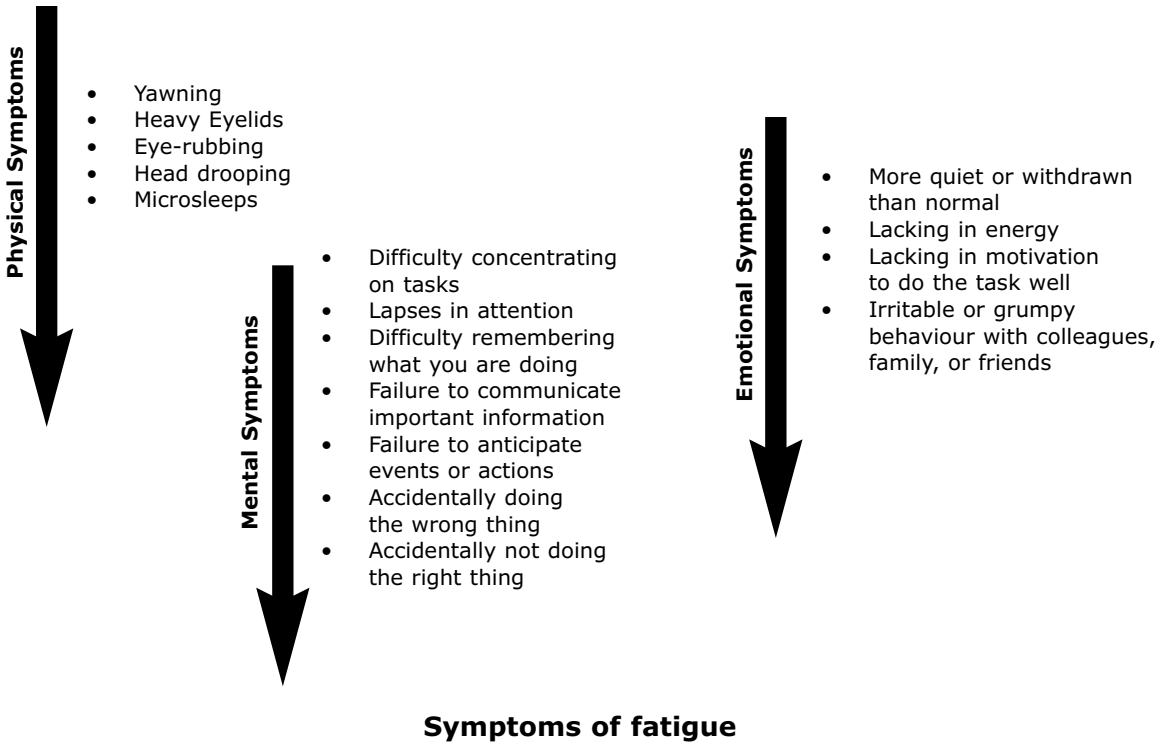 Physical Symptoms
• Yawning
• Heavy Eyelids
• Eye-rubbing
• Head drooping
• Microsleeps
Mental Symptoms
• Difficulty concentrating
on tasks
• Lapses in attention
• Difficulty remembering
what you are doing
• Failure to communicate
important information
• Failure to anticipate
events or actions
• Accidentally doing
the wrong thing
• Accidentally not doing
the right thing
Emotional Symptoms
• More quiet or withdrawn
than normal
• Lacking in energy
• Lacking in motivation
to do the task well
• Irritable or grumpy
behaviour with colleagues,
family, or friends
Symptoms of fatigue